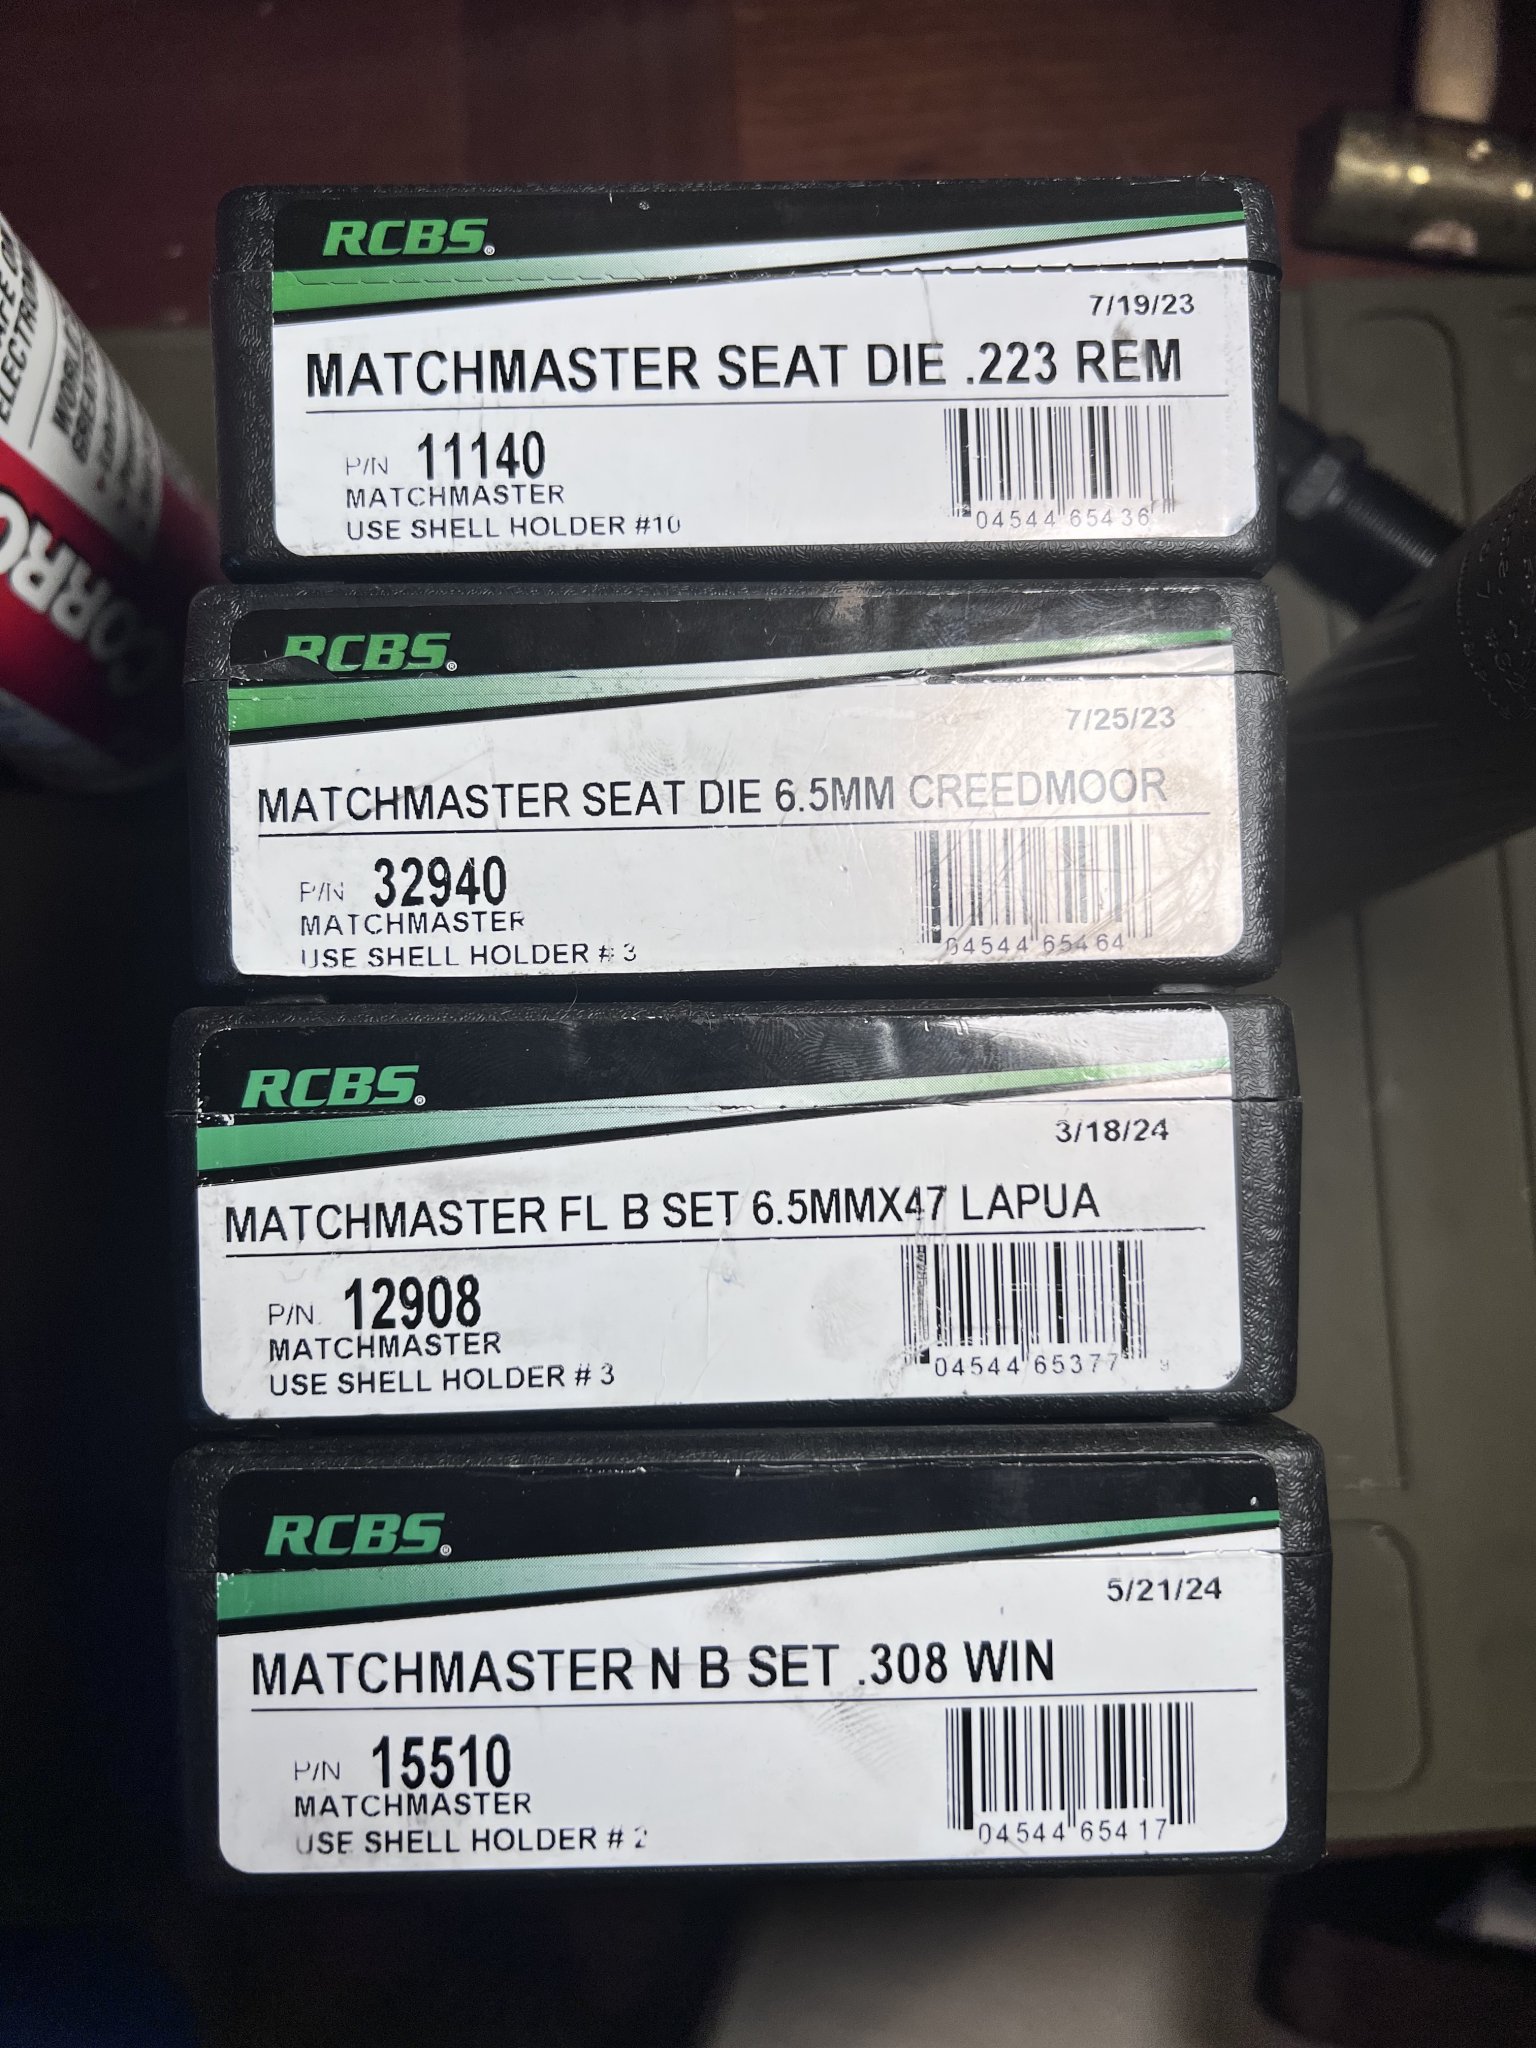 RCBS®
7/19/23
MATCHMASTER SEAT DIE .223 REM
P/N 11140
MATCHMASTER
USE SHELL HOLDER #10
04544 65436
RCBS®
7/25/23
MATCHMASTER SEAT DIE 6.5MM CREEDMOOR
P/N 32940
MATCHMASTER
USE SHELL HOLDER # 3
04544 65464
RCBS®
3/18/24
MATCHMASTER FL B SET 6.5MMX47 LAPUA
P/N 12908
MATCHMASTER
USE SHELL HOLDER # 3
04544 65377 9
RCBS®
5/21/24
MATCHMASTER N B SET .308 WIN
P/N 15510
MATCHMASTER
USE SHELL HOLDER # 2
04544 65417